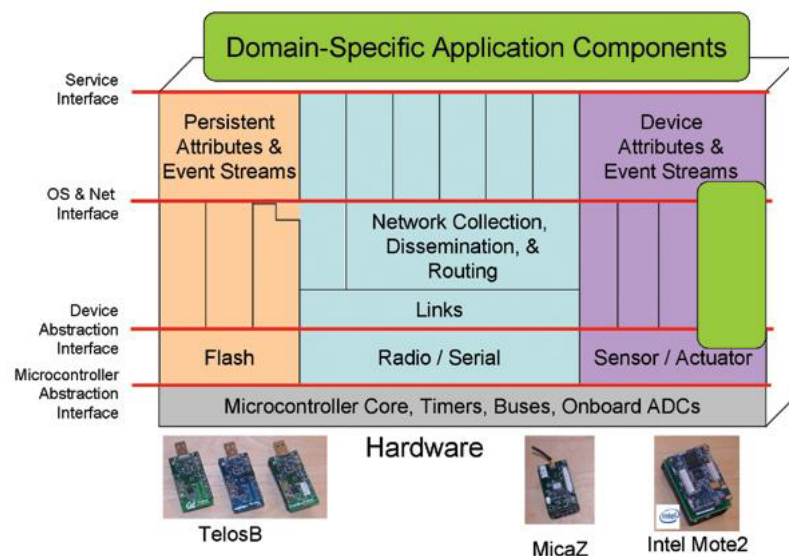 Domain-Specific Application Components
Service
Interface
Persistent
Attributes &
Event Streams
Device
Attributes &
Event Streams
OS & Net
Interface
Network Collection,
Dissemination, &
Routing
Links
Device
Abstraction
Interface
Flash
Radio / Serial
Sensor / Actuator
Microcontroller
Abstraction
Interface
Microcontroller Core, Timers, Buses, Onboard ADCs
Hardware
TelosB
MicaZ
intel
Intel Mote2